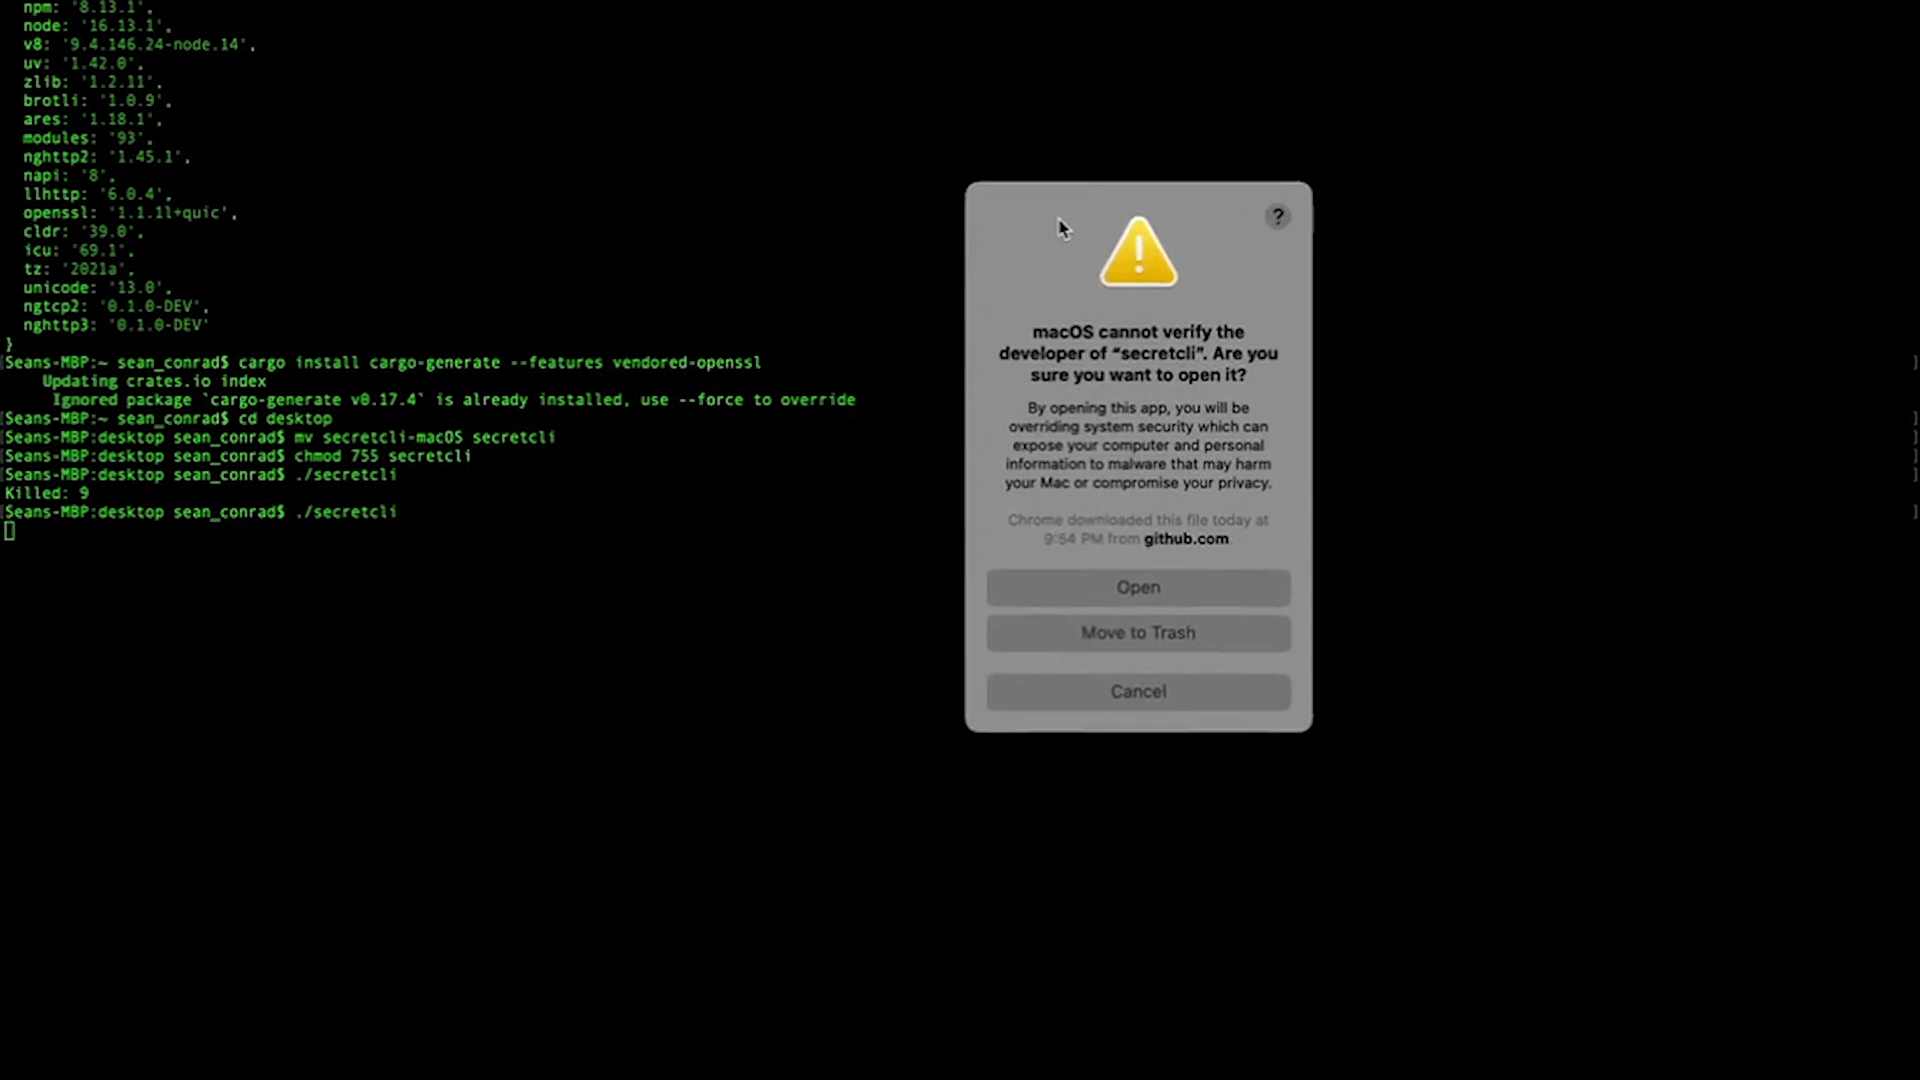 npm: '8.13.1',
node: '16.13.1',
v8: '9.4.146.24-node.14',
uv: '1.42.0',
zlib: '1.2.11',
brotli: '1.0.9',
ares: '1.18.1',
modules: '93',
nghttp2: '1.45.1',
napi: '8',
llhttp: '6.0.4',
openssl: '1.1.1l+quic',
cldr: '39.0',
icu: '69.1',
tz: '2021a',
unicode: '13.0',
ngtcp2: '0.1.0-DEV',
nghttp3: '0.1.0-DEV'
}
[Seans-MBP:~ sean_conrad$ cargo install cargo-generate --features vendored-openssl ]
Updating crates.io index
Ignored package `cargo-generate v0.17.4` is already installed, use --force to override
[Seans-MBP:~ sean_conrad$ cd desktop ]
[Seans-MBP:desktop sean_conrad$ mv secretcli-macOS secretcli ]
[Seans-MBP:desktop sean_conrad$ chmod 755 secretcli ]
[Seans-MBP:desktop sean_conrad$ ./secretcli ]
Killed: 9
[Seans-MBP:desktop sean_conrad$ ./secretcli ]
?
macOS cannot verify the
developer of “secretcli”. Are you
sure you want to open it?
By opening this app, you will be
overriding system security which can
expose your computer and personal
information to malware that may harm
your Mac or compromise your privacy.
Chrome downloaded this file today at
9:54 PM from github.com
Open
Move to Trash
Cancel